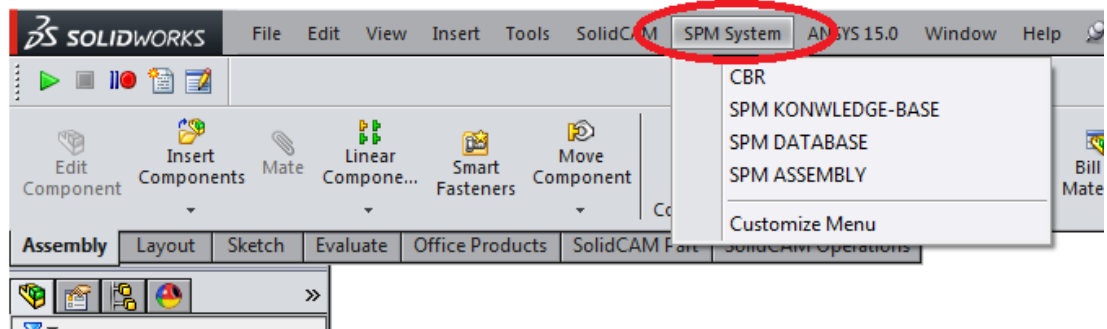 SOLIDWORKS File Edit View Insert Tools SolidCAM SPM System ANSYS 15.0 Window Help
CBR
SPM KONWLEDGE-BASE
SPM DATABASE
SPM ASSEMBLY
Customize Menu
Edit
Component
Insert
Components
Mate
Linear
Compone...
Smart
Fasteners
Move
Component
Bill
Assembly Layout Sketch Evaluate Office Products SolidCAM Part SolidCAM Operations